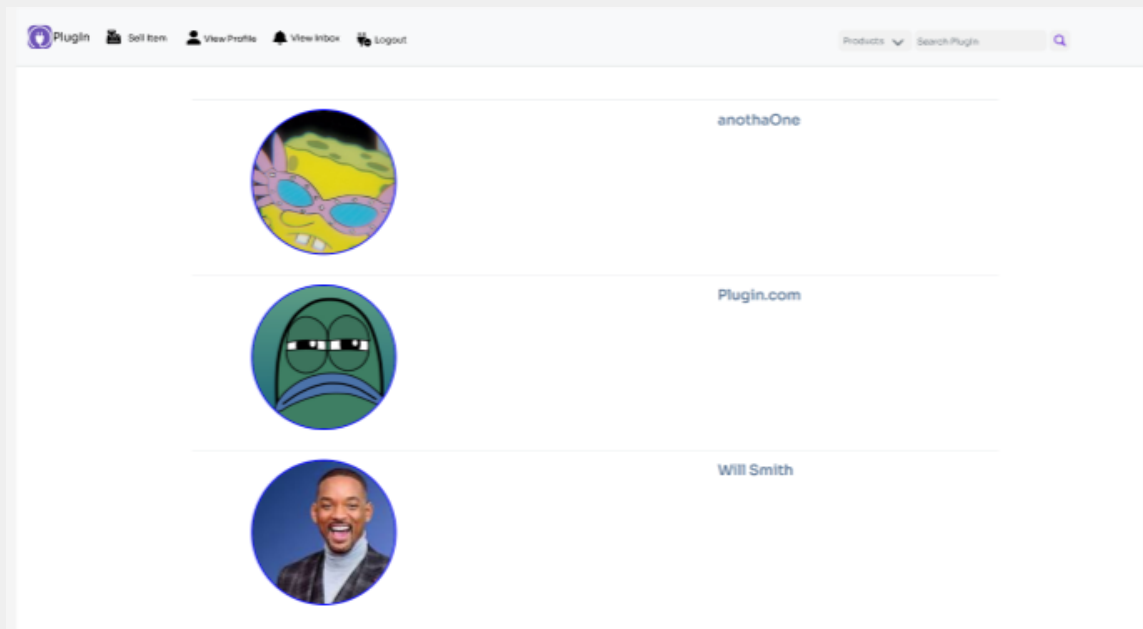 PlugIn Sell Item View Profile View Inbox Logout Products Search PlugIn
anothaOne
Plugin.com
Will Smith